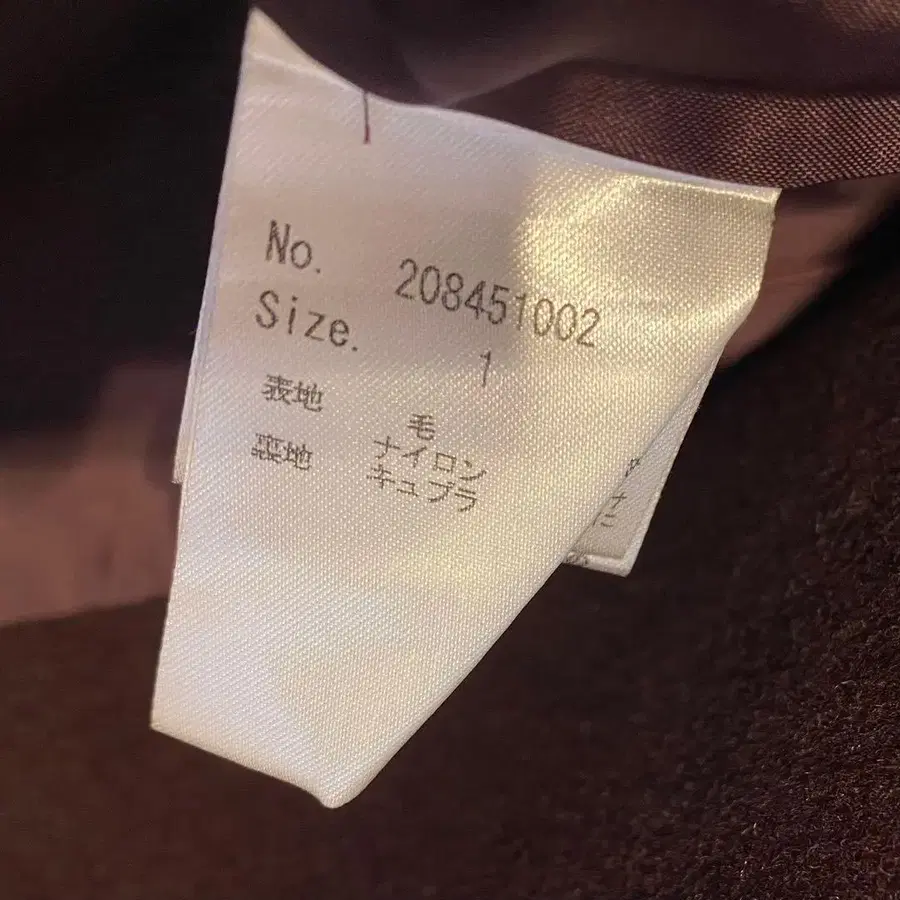 No. 208451002
Size. 1
表地 毛
ナイロン
裏地 キュプラ